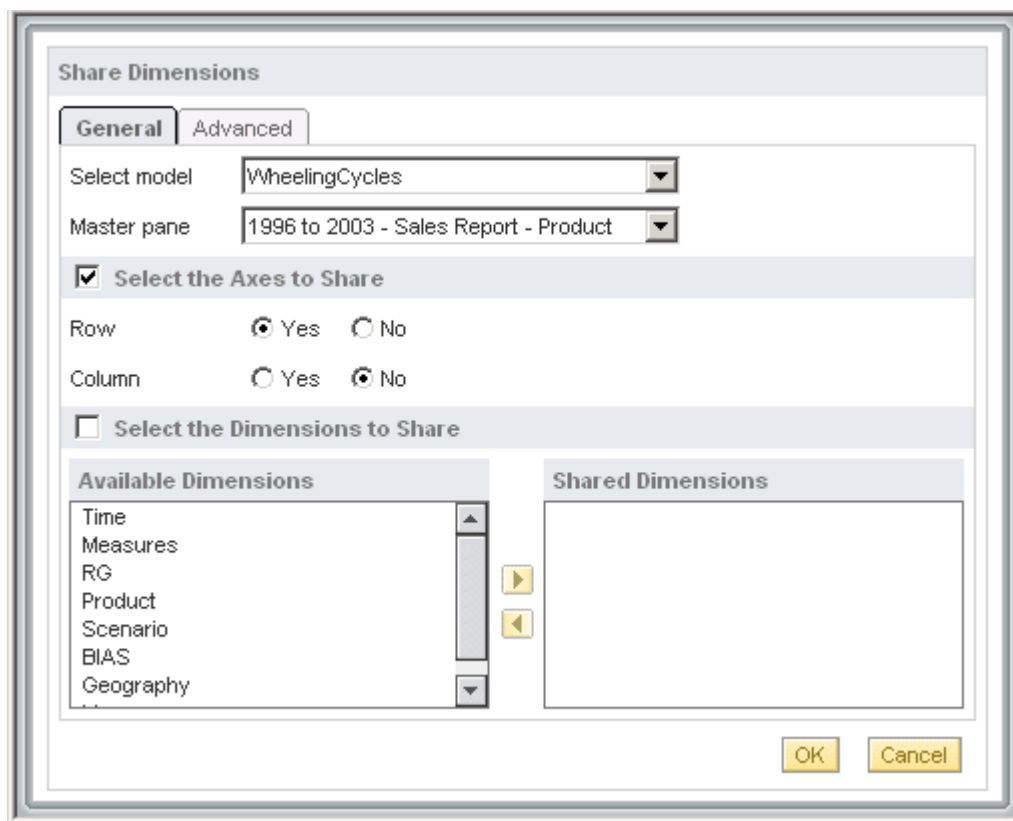 Share Dimensions
General Advanced
Select model WheelingCycles
Master pane 1996 to 2003 - Sales Report - Product
Select the Axes to Share
Row Yes No
Column Yes No
Select the Dimensions to Share
Available Dimensions Shared Dimensions
Time
Measures
RG
Product
Scenario
BIAS
Geography
OK Cancel